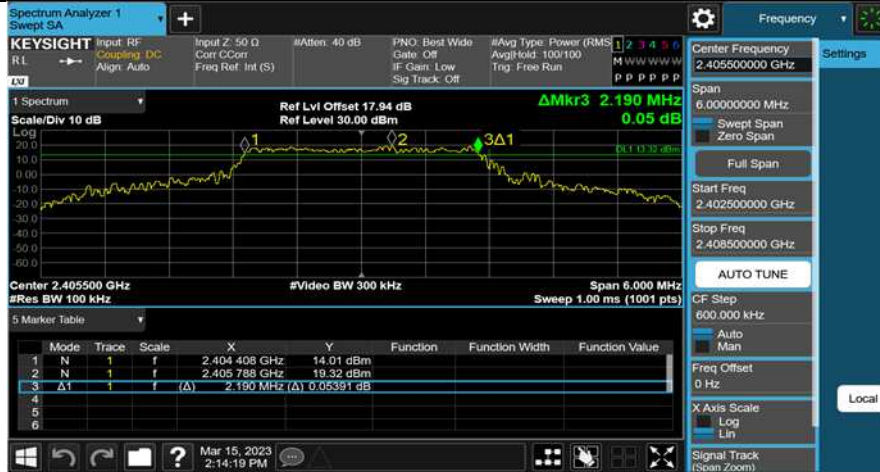 Spectrum Analyzer 1
Swept SA
+
Frequency
KEYSIGHT
RL
LXI
Input: RF
Coupling: DC
Align: Auto
Input Z: 50 Ω
Corr CCorr
Freq Ref: Int (S)
#Atten: 40 dB
PNO: Best Wide
Gate: Off
IF Gain: Low
Sig Track: Off
#Avg Type: Power (RMS
Avg|Hold: 100/100
Trig: Free Run
1 2 3 4 5 6
M W W W W W
P P P P P P
1 Spectrum
Scale/Div 10 dB
Ref Lvl Offset 17.94 dB
Ref Level 30.00 dBm
ΔMkr3 2.190 MHz
0.05 dB
Log
20.0
10.0
0.00
-10.0
-20.0
-30.0
-40.0
-50.0
-60.0
1
2
3Δ1
DL1 13.32 dBm
Center 2.405500 GHz
#Res BW 100 kHz
#Video BW 300 kHz
Span 6.000 MHz
Sweep 1.00 ms (1001 pts)
5 Marker Table
Mode Trace Scale X Y Function Function Width Function Value
1 N 1 f 2.404 408 GHz 14.01 dBm
2 N 1 f 2.405 788 GHz 19.32 dBm
3 Δ1 1 f (Δ) 2.190 MHz (Δ) 0.05391 dB
4
5
6
?
Mar 15, 2023
2:14:19 PM
Center Frequency
2.405500000 GHz
Span
6.00000000 MHz
Swept Span
Zero Span
Full Span
Start Freq
2.402500000 GHz
Stop Freq
2.408500000 GHz
AUTO TUNE
CF Step
600.000 kHz
Auto
Man
Freq Offset
0 Hz
X Axis Scale
Log
Lin
Signal Track
(Span Zoom)
Settings
Local